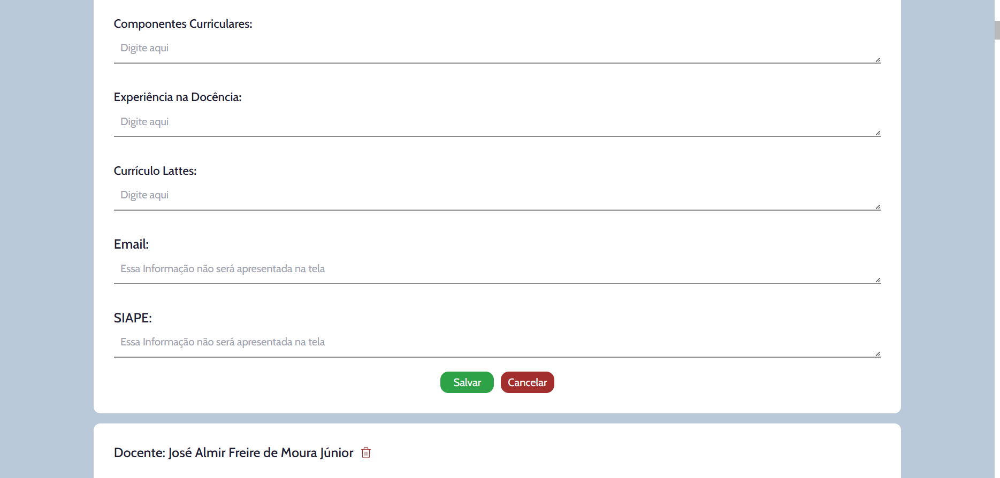 Componentes Curriculares:
Digite aqui
Experiência na Docência:
Digite aqui
Currículo Lattes:
Digite aqui
Email:
Essa Informação não será apresentada na tela
SIAPE:
Essa Informação não será apresentada na tela
Salvar Cancelar
Docente: José Almir Freire de Moura Júnior